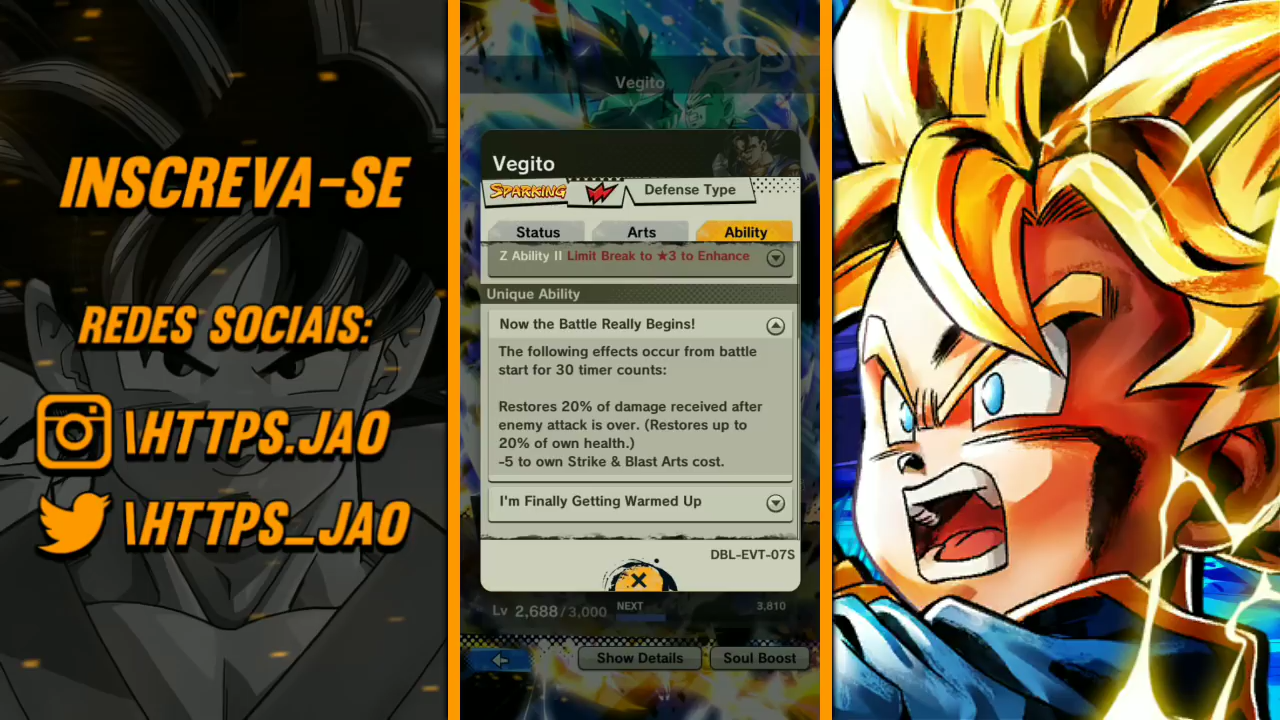 INSCREVA-SE
REDES SOCIAIS:
\HTTPS.JAO
\HTTPS_JAO
Vegito
Vegito
SPARKING
Defense Type
Status
Arts
Ability
Z Ability II Limit Break to ★3 to Enhance
Unique Ability
Now the Battle Really Begins!
The following effects occur from battle
start for 30 timer counts:
Restores 20% of damage received after
enemy attack is over. (Restores up to
20% of own health.)
-5 to own Strike & Blast Arts cost.
I'm Finally Getting Warmed Up
DBL-EVT-07S
Lv 2,688/3,000
NEXT
3,810
Show Details
Soul Boost